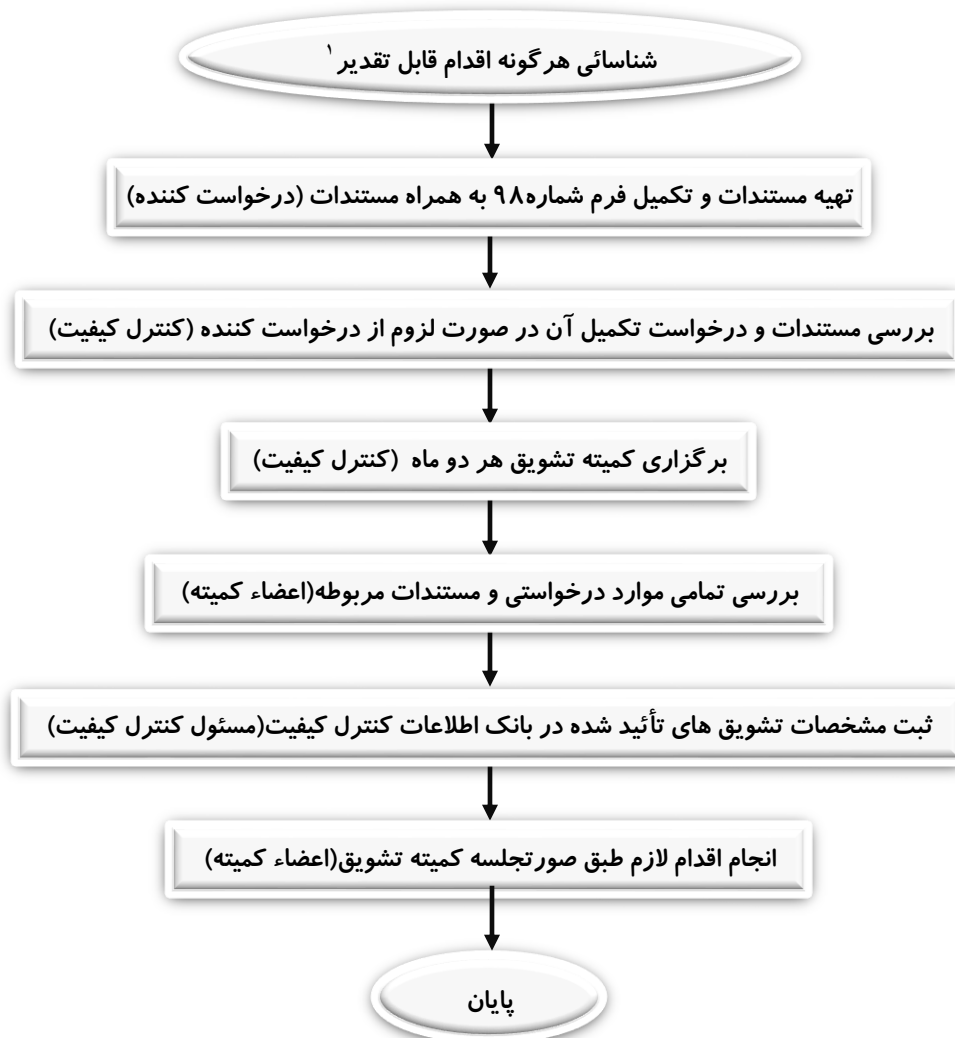 شناسائی هر گونه اقدام قابل تقدیر ۱
تهیه مستندات و تکمیل فرم شماره۹۸ به همراه مستندات (درخواست کننده)
بررسی مستندات و درخواست تکمیل آن در صورت لزوم از درخواست کننده (کنترل کیفیت)
برگزاری کمیته تشویق هر دو ماه (کنترل کیفیت)
بررسی تمامی موارد درخواستی و مستندات مربوطه(اعضاء کمیته)
ثبت مشخصات تشویق های تأئید شده در بانک اطلاعات کنترل کیفیت(مسئول کنترل کیفیت)
انجام اقدام لازم طبق صورتجلسه کمیته تشویق(اعضاء کمیته)
پایان